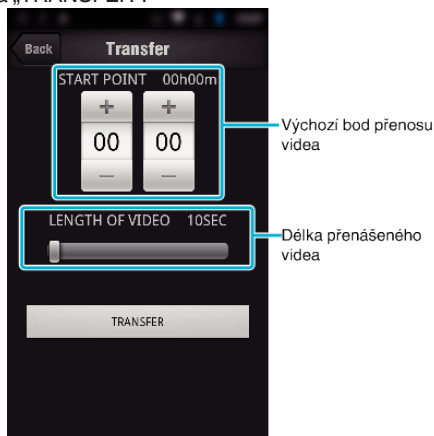 Back Transfer
START POINT 00h00m
+ +
00 00
— —
Výchozí bod přenosu
videa
LENGTH OF VIDEO 10SEC
Délka přenášeného
videa
TRANSFER